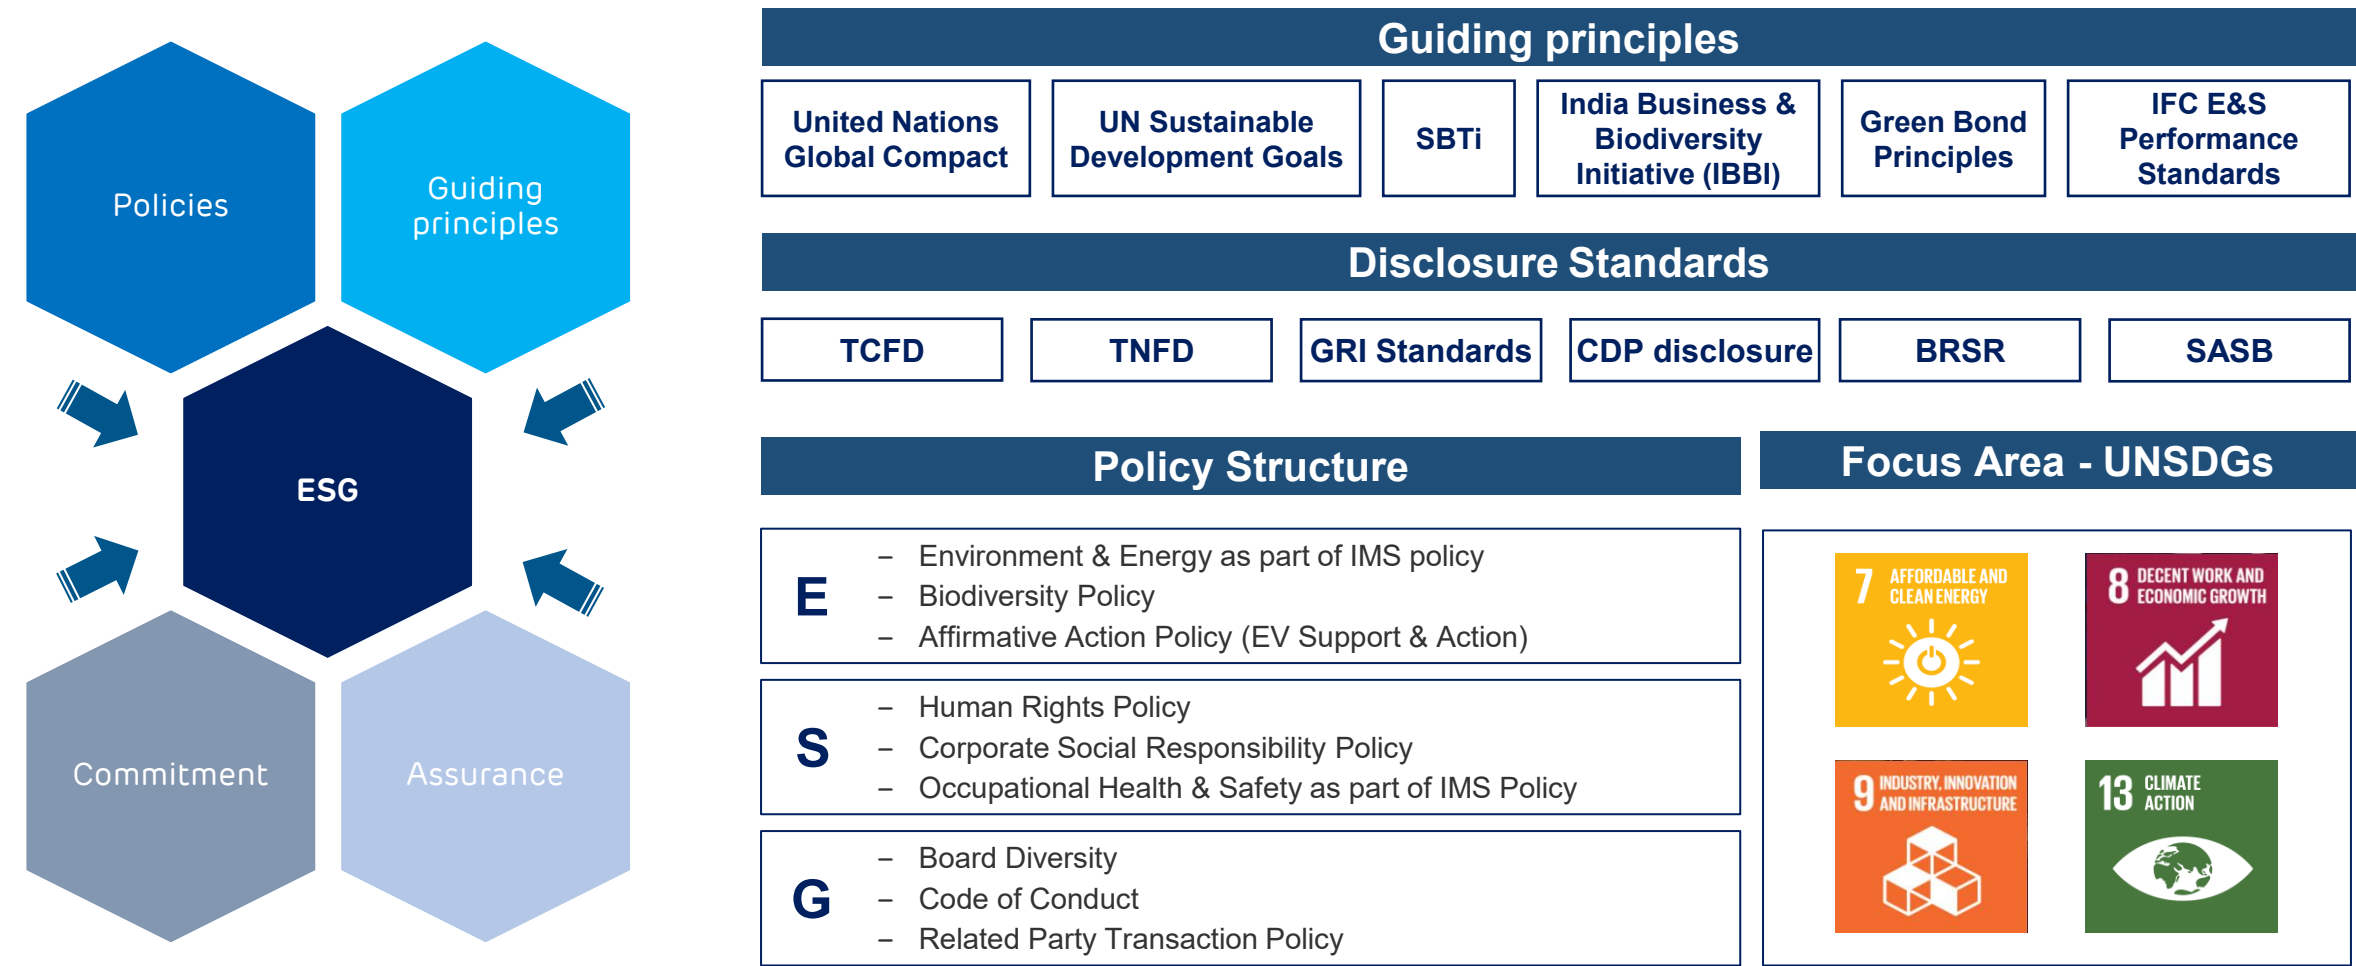 Policies
Guiding
principles
ESG
Commitment
Assurance
Guiding principles
United Nations
Global Compact
UN Sustainable
Development Goals
SBTi
India Business &
Biodiversity
Initiative (IBBI)
Green Bond
Principles
IFC E&S
Performance
Standards
Disclosure Standards
TCFD
TNFD
GRI Standards
CDP disclosure
BRSR
SASB
Policy Structure
E
– Environment & Energy as part of IMS policy
– Biodiversity Policy
– Affirmative Action Policy (EV Support & Action)
S
– Human Rights Policy
– Corporate Social Responsibility Policy
– Occupational Health & Safety as part of IMS Policy
G
– Board Diversity
– Code of Conduct
– Related Party Transaction Policy
Focus Area - UNSDGs
7 AFFORDABLE AND
CLEAN ENERGY
8 DECENT WORK AND
ECONOMIC GROWTH
9 INDUSTRY, INNOVATION
AND INFRASTRUCTURE
13 CLIMATE
ACTION